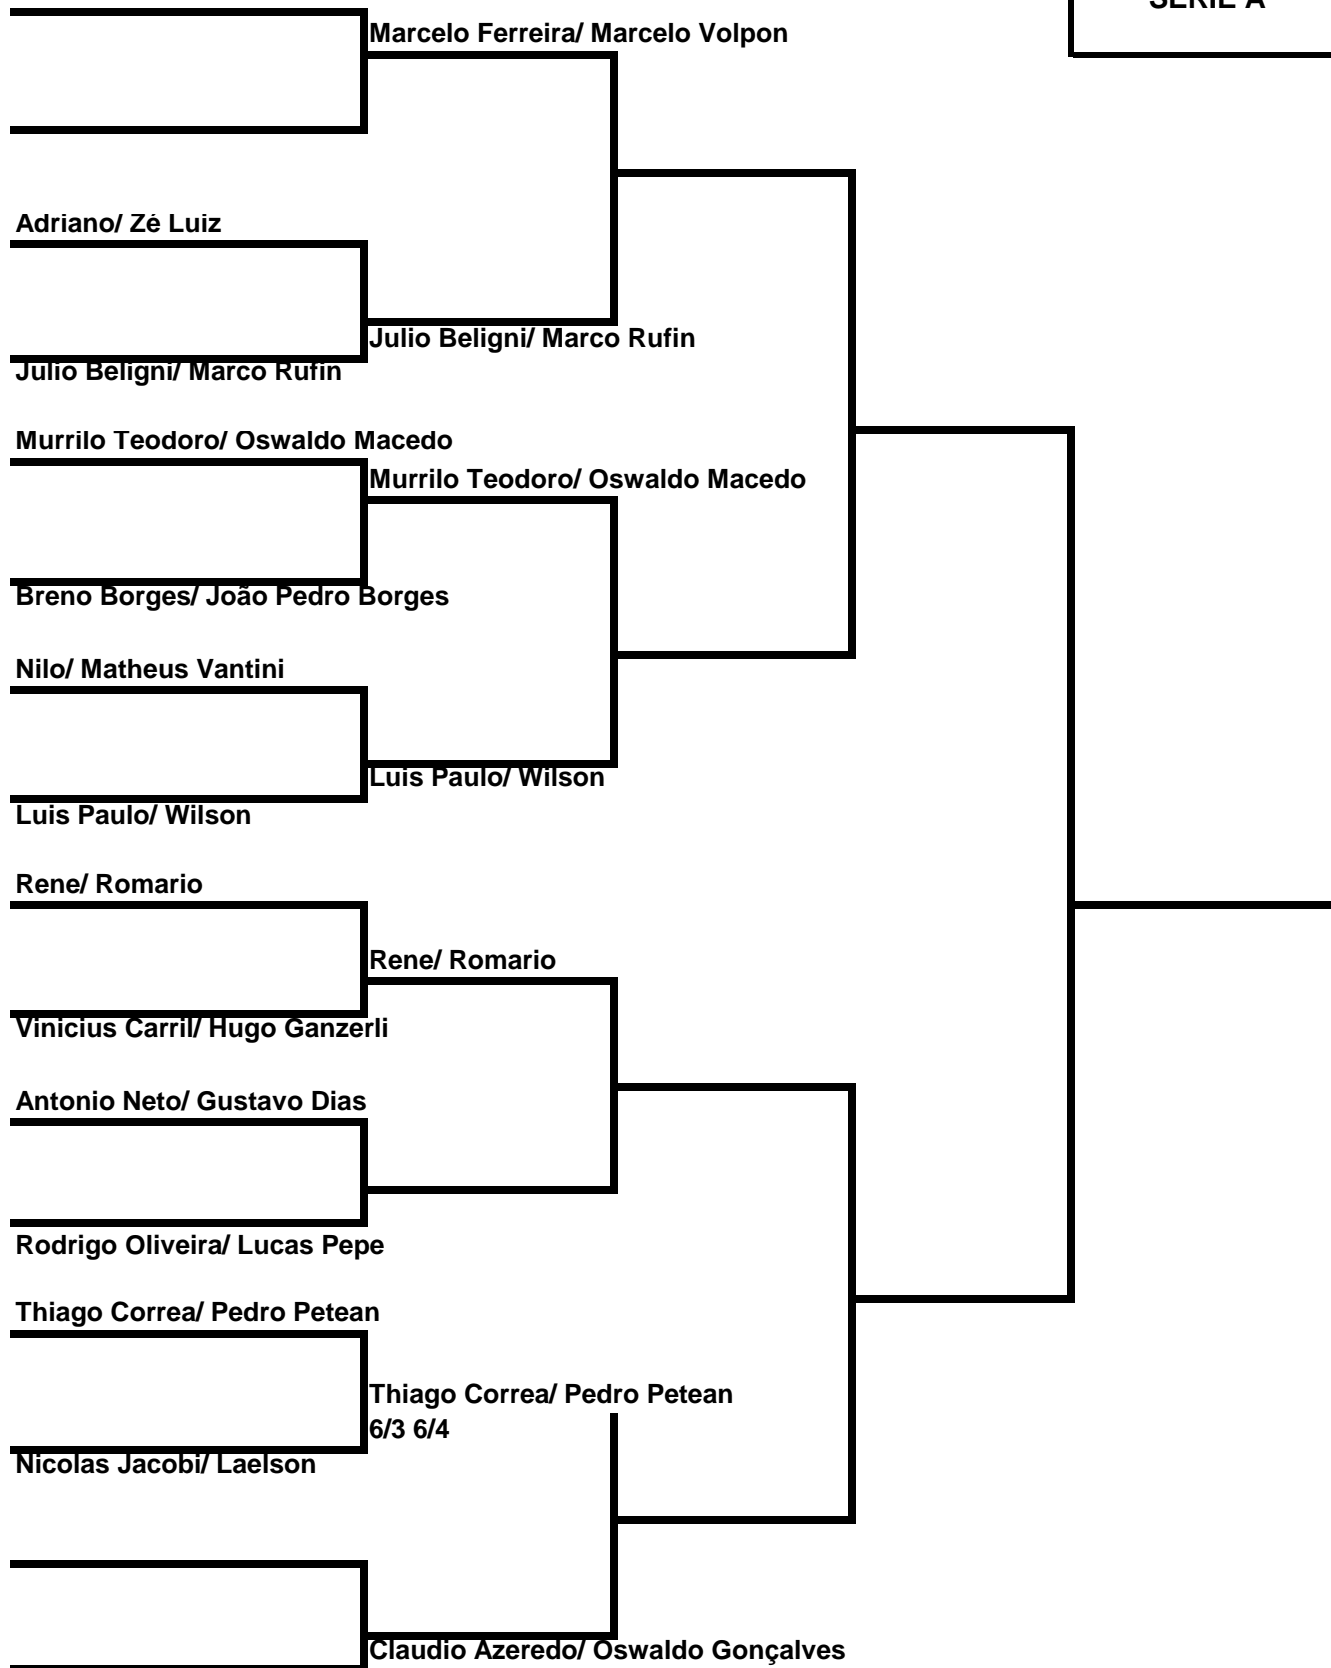 SÉRIE A
Marcelo Ferreira/ Marcelo Volpon
Adriano/ Zé Luiz
Julio Beligni/ Marco Rufin
Julio Beligni/ Marco Rufin
Murrilo Teodoro/ Oswaldo Macedo
Murrilo Teodoro/ Oswaldo Macedo
Breno Borges/ João Pedro Borges
Nilo/ Matheus Vantini
Luis Paulo/ Wilson
Luis Paulo/ Wilson
Rene/ Romario
Rene/ Romario
Vinicius Carril/ Hugo Ganzerli
Antonio Neto/ Gustavo Dias
Rodrigo Oliveira/ Lucas Pepe
Thiago Correa/ Pedro Petean
Thiago Correa/ Pedro Petean
6/3 6/4
Nicolas Jacobi/ Laelson
Claudio Azeredo/ Oswaldo Gonçalves